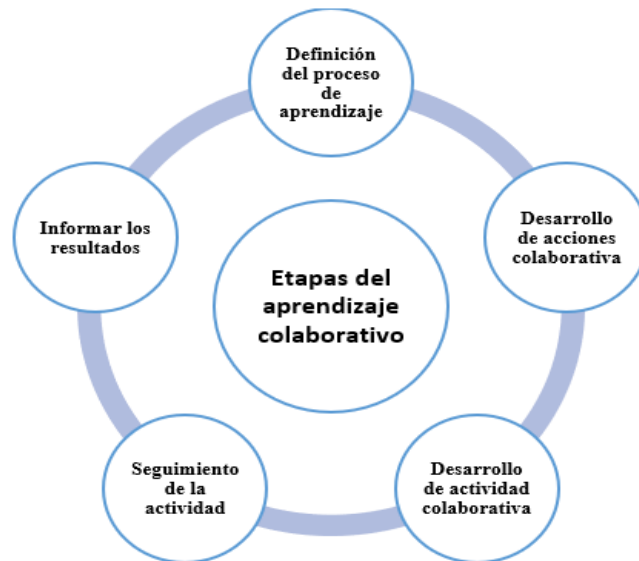 Definición
del proceso
de
aprendizaje
Desarrollo
de acciones
colaborativa
Desarrollo
de actividad
colaborativa
Seguimiento
de la
actividad
Informar los
resultados
Etapas del
aprendizaje
colaborativo